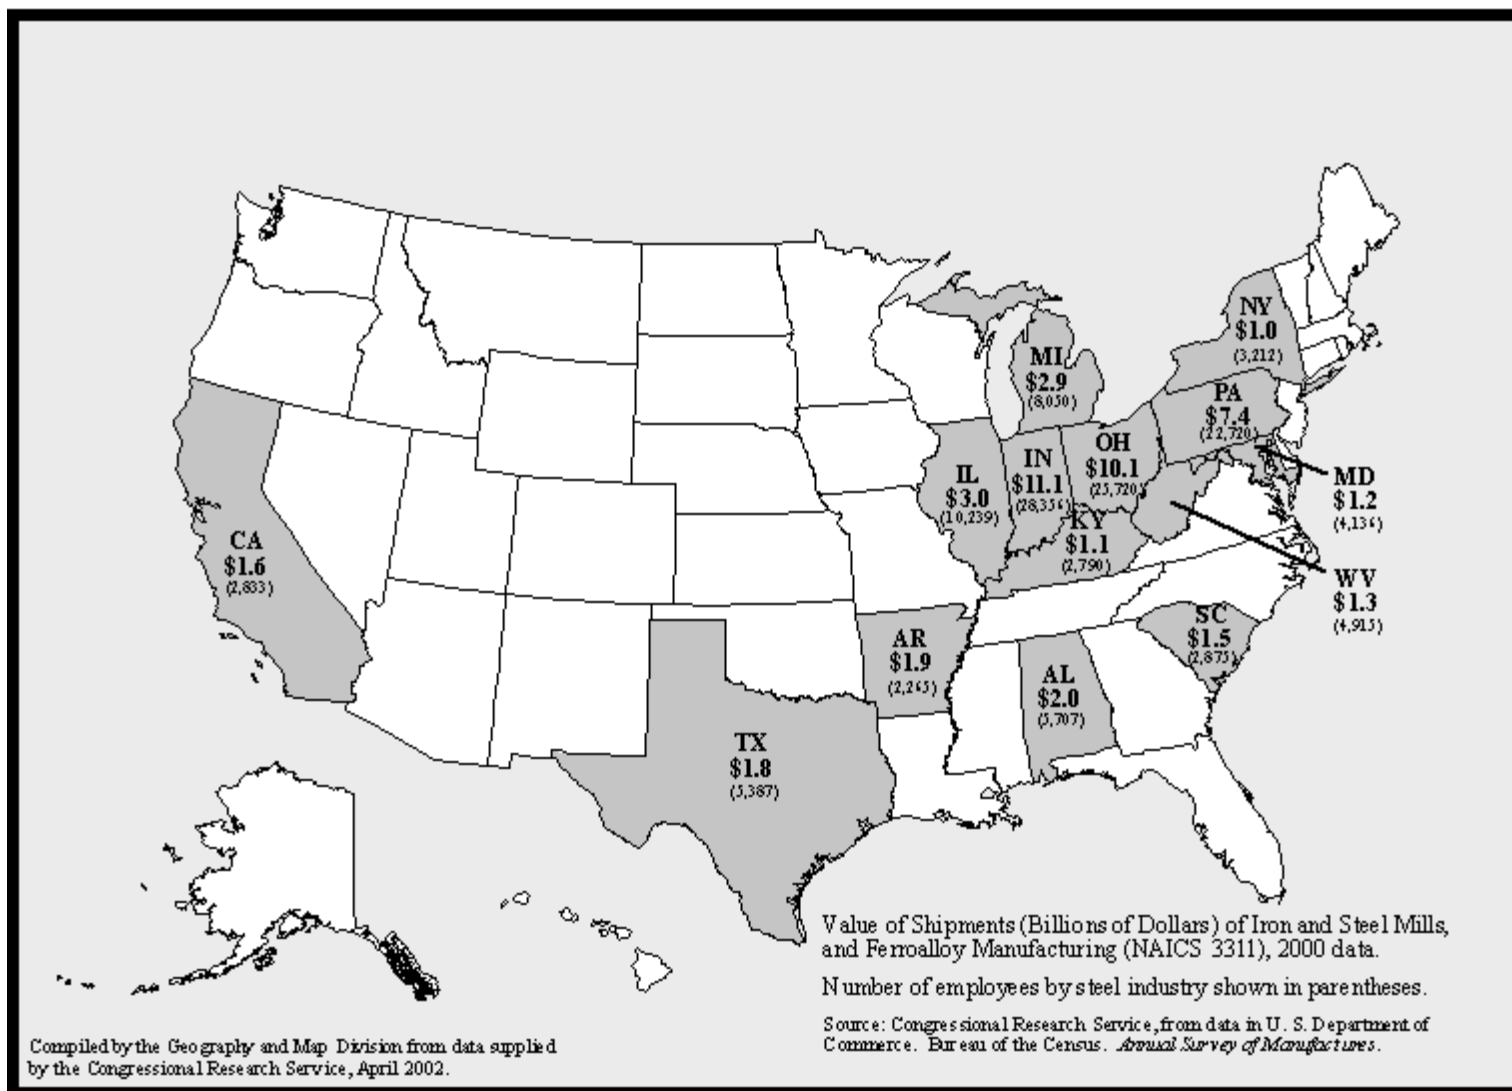 NY
$1.0
(3,212)
MI
$2.9
(8,050)
PA
$7.4
(22,720)
OH
$10.1
(25,720)
IN
$11.1
(28,356)
IL
$3.0
(10,239)
MD
$1.2
(4,136)
KY
$1.1
(2,790)
CA
$1.6
(2,833)
WV
$1.3
(4,915)
SC
$1.5
(2,875)
AR
$1.9
(2,265)
AL
$2.0
(5,707)
TX
$1.8
(5,387)
Value of Shipments (Billions of Dollars) of Iron and Steel Mills,
and Ferroalloy Manufacturing (NAICS 3311), 2000 data.
Number of employees by steel industry shown in parentheses.
Source: Congressional Research Service, from data in U. S. Department of
Commerce. Bureau of the Census. Annual Survey of Manufactures.
Compiled by the Geography and Map Division from data supplied
by the Congressional Research Service, April 2002.